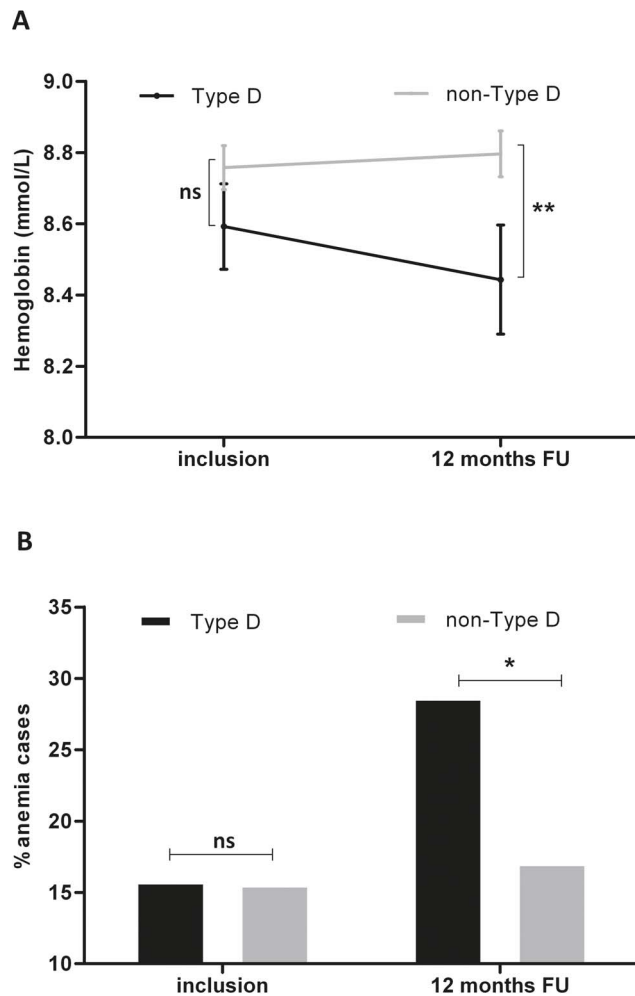 A
9.0
Type D
non-Type D
8.8
ns
**
8.6
8.4
8.2
8.0
Hemoglobin (mmol/L)
inclusion
12 months FU
B
35
Type D
non-Type D
30
*
25
20
ns
15
10
% anemia cases
inclusion
12 months FU